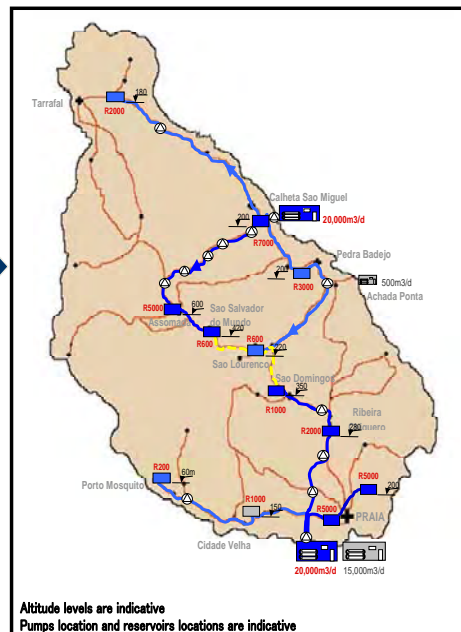 180
Tarrafal
R2000
Calheta Sao Miguel
200
20,000m3/d
R7000
Pedra Badejo
200
R3000
500m3/d
Achada Ponta
600
R5000
Sao Salvador
do Mundo
R600
R600
220
Sao Lourenco
Sao Domingos
350
R1000
Ribeira
R2000
280
R200
60m
R5000
200
Porto Mosquito
R1000
150
R5000
PRAIA
Cidade Velha
20,000m3/d
15,000m3/d
Altitude levels are indicative
Pumps location and reservoirs locations are indicative